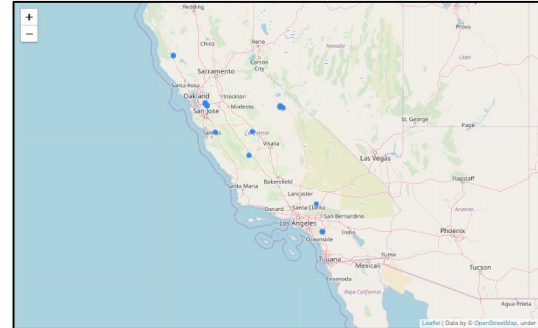 +
−
Redding
Provo
Chico
Reno
Nevada
Utah
Carson
City
Sacramento
Santa Rosa
Oakland
Stockton
San Jose
Modesto
St. George
Page
Salinas
California
Visalia
Las Vegas
Santa Maria
Bakersfield
Flagstaff
Lancaster
Oxnard
Santa Clarita
Arizona
Los Angeles
San Bernardino
Oceanside
Indio
Phoenix
Tijuana
Yuma
Mexicali
Tucson
Ensenada
Baja California
Agua Prieta
Leaflet | Data by © OpenStreetMap, under